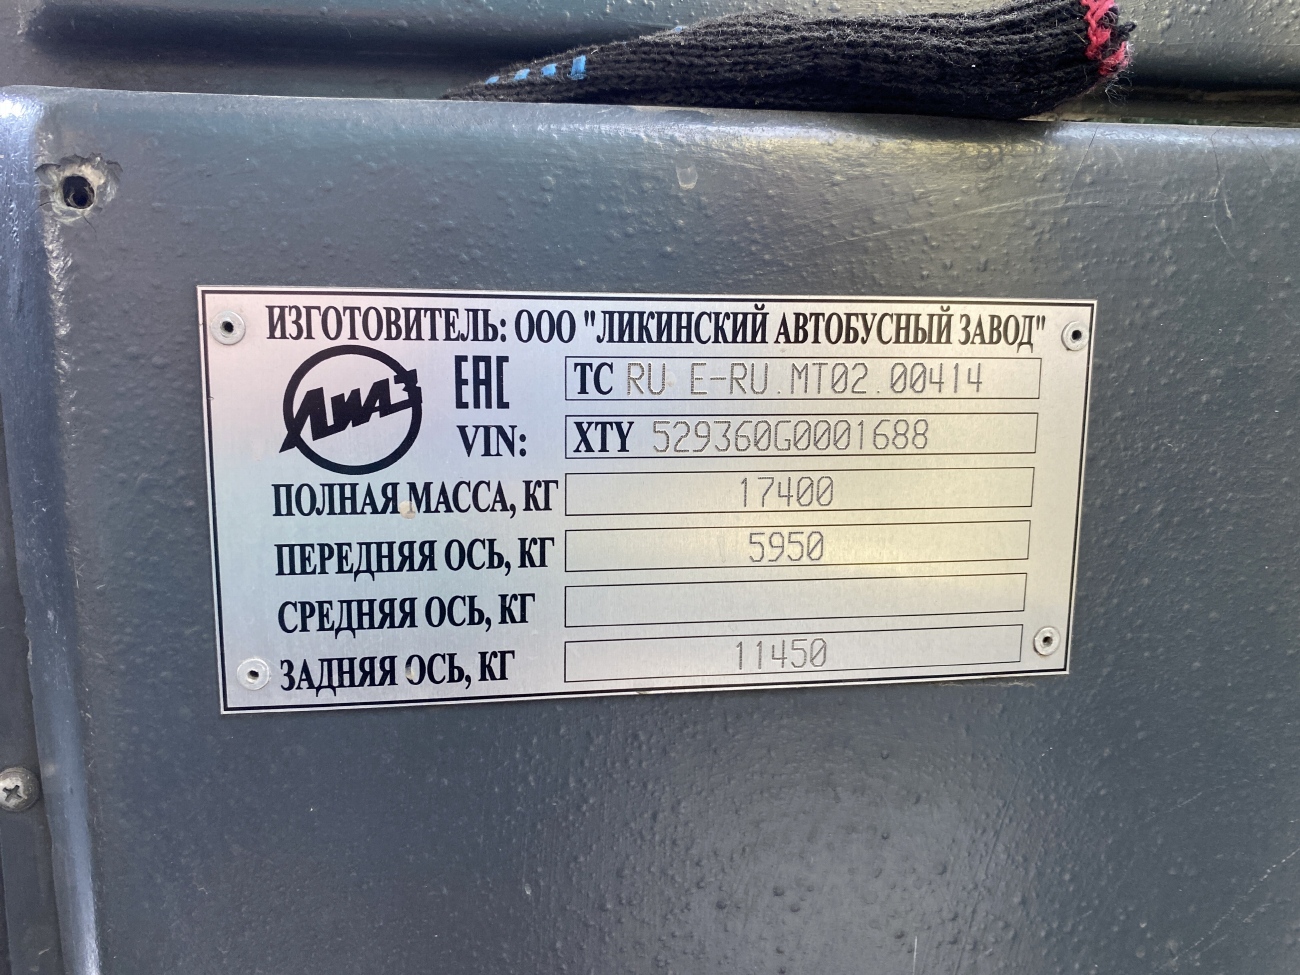 ИЗГОТОВИТЕЛЬ: ООО "ЛИКИНСКИЙ АВТОБУСНЫЙ ЗАВОД"
ЛиАЗ
EAC
ТС RU E-RU.MT02.00414
VIN: XTY 529360G0001688
ПОЛНАЯ МАССА, КГ 17400
ПЕРЕДНЯЯ ОСЬ, КГ 5950
СРЕДНЯЯ ОСЬ, КГ
ЗАДНЯЯ ОСЬ, КГ 11450